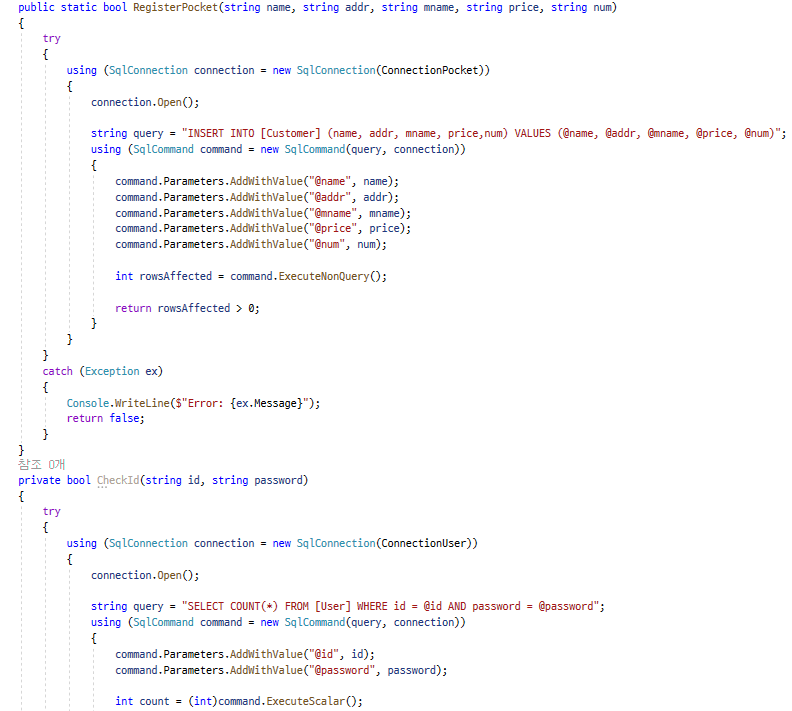 public static bool RegisterPocket(string name, string addr, string mname, string price, string num)
{
try
{
using (SqlConnection connection = new SqlConnection(ConnectionPocket))
{
connection.Open();
string query = "INSERT INTO [Customer] (name, addr, mname, price,num) VALUES (@name, @addr, @mname, @price, @num)";
using (SqlCommand command = new SqlCommand(query, connection))
{
command.Parameters.AddWithValue("@name", name);
command.Parameters.AddWithValue("@addr", addr);
command.Parameters.AddWithValue("@mname", mname);
command.Parameters.AddWithValue("@price", price);
command.Parameters.AddWithValue("@num", num);
int rowsAffected = command.ExecuteNonQuery();
return rowsAffected > 0;
}
}
}
catch (Exception ex)
{
Console.WriteLine($"Error: {ex.Message}");
return false;
}
}
참조 0개
private bool CheckId(string id, string password)
{
try
{
using (SqlConnection connection = new SqlConnection(ConnectionUser))
{
connection.Open();
string query = "SELECT COUNT(*) FROM [User] WHERE id = @id AND password = @password";
using (SqlCommand command = new SqlCommand(query, connection))
{
command.Parameters.AddWithValue("@id", id);
command.Parameters.AddWithValue("@password", password);
int count = (int)command.ExecuteScalar();